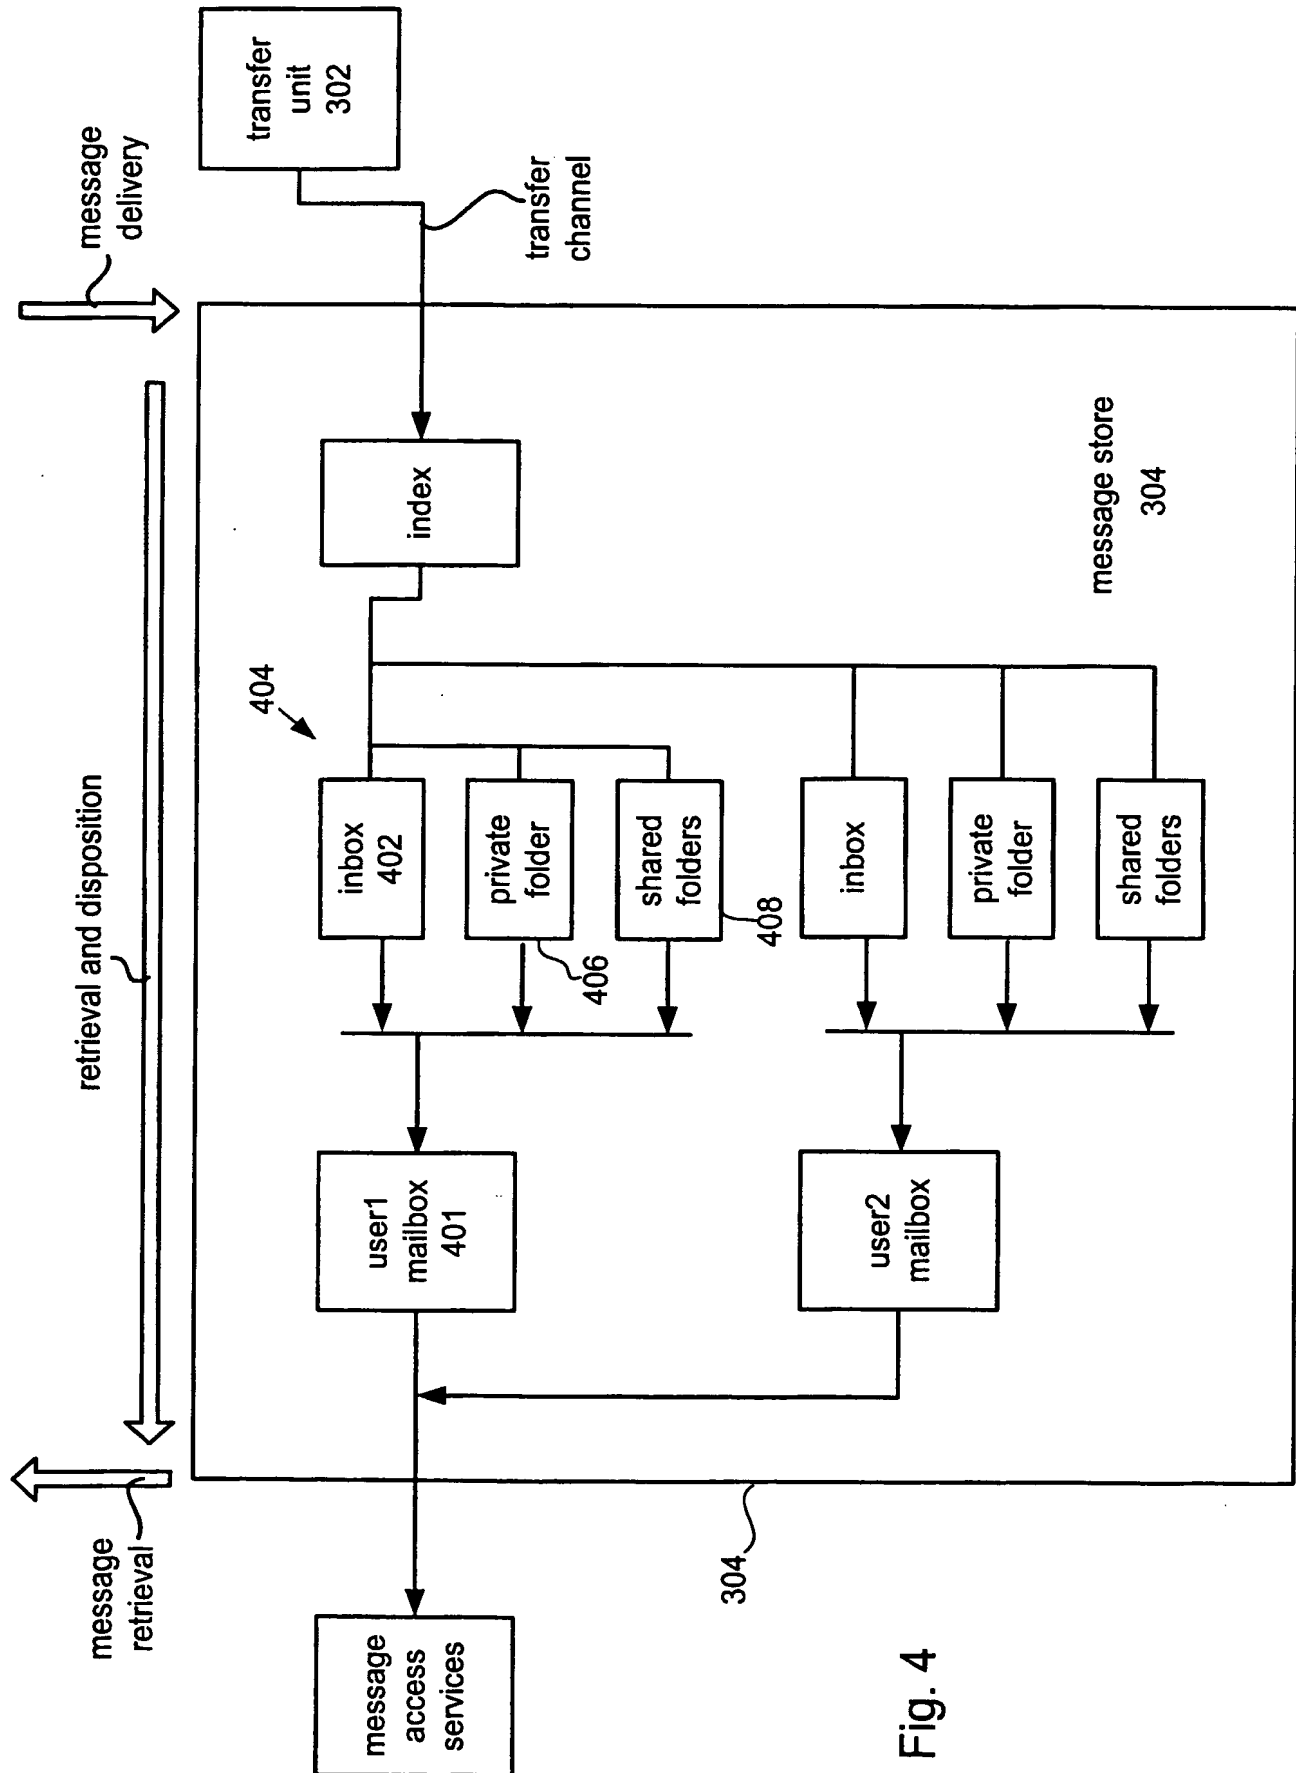 message
retrieval
retrieval and disposition
message
delivery
message
access
services
user1
mailbox
401
404
inbox
402
private
folder
406
shared
folders
408
index
transfer
unit
302
transfer
channel
user2
mailbox
inbox
private
folder
shared
folders
message store
304
304
Fig. 4